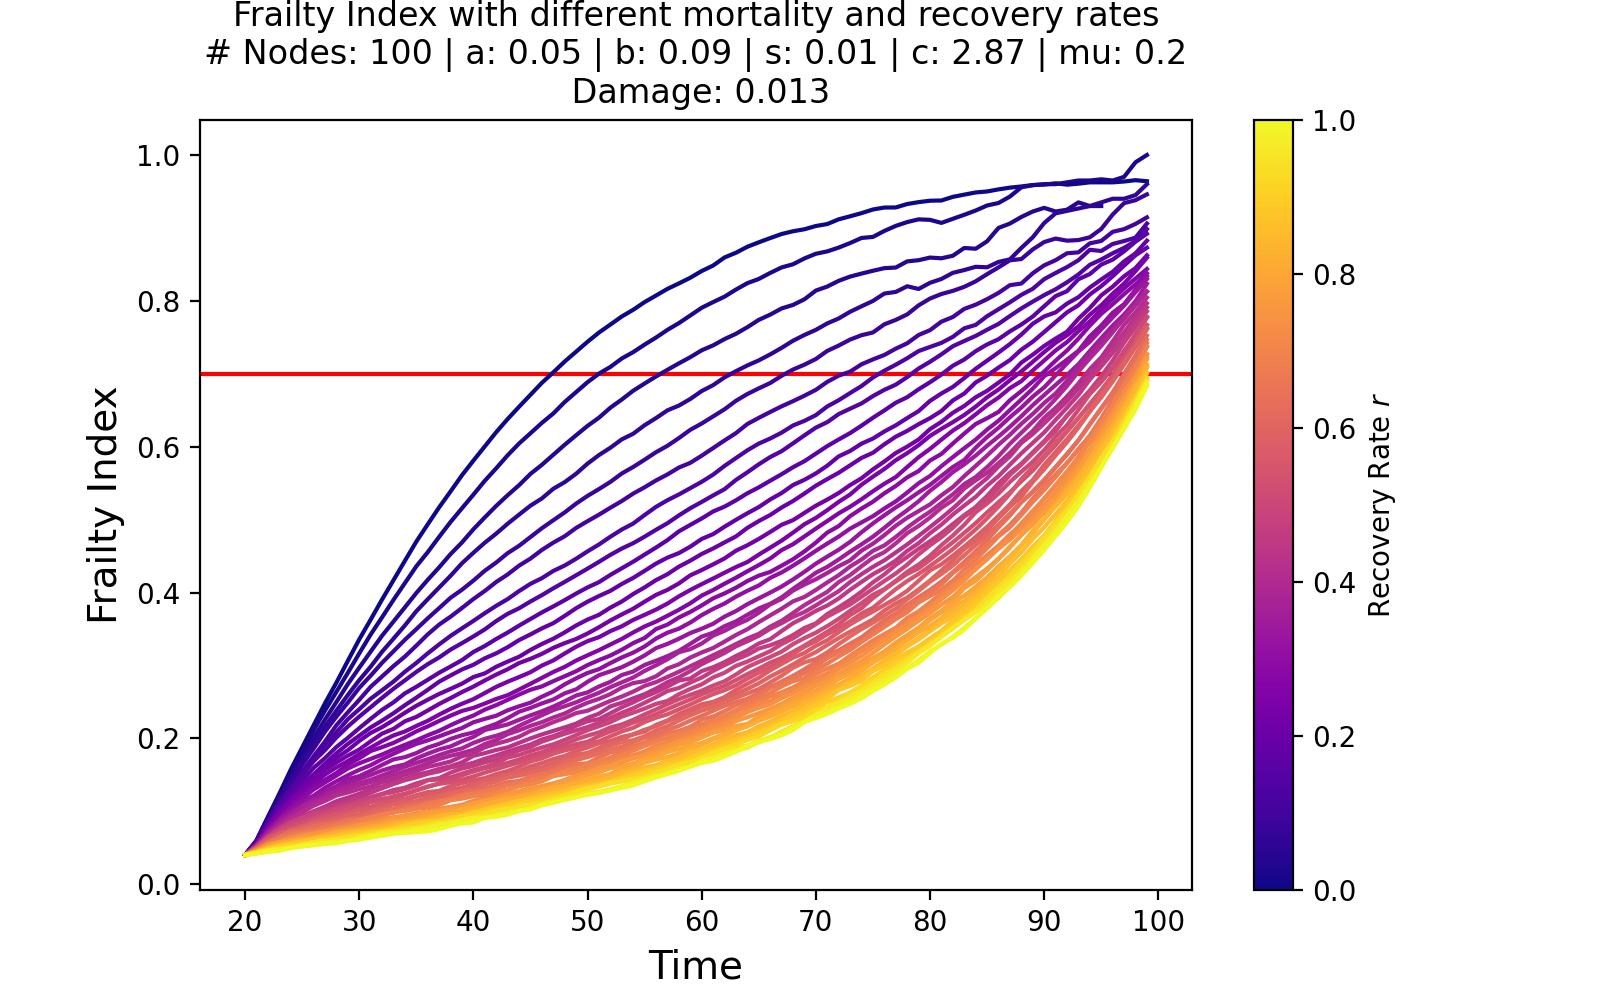 Frailty Index with different mortality and recovery rates
# Nodes: 100 | a: 0.05 | b: 0.09 | s: 0.01 | c: 2.87 | mu: 0.2
Damage: 0.013
Frailty Index
1.0
0.8
0.6
0.4
0.2
0.0
20 30 40 50 60 70 80 90 100
Time
1.0
0.8
0.6
0.4
0.2
0.0
Recovery Rate r